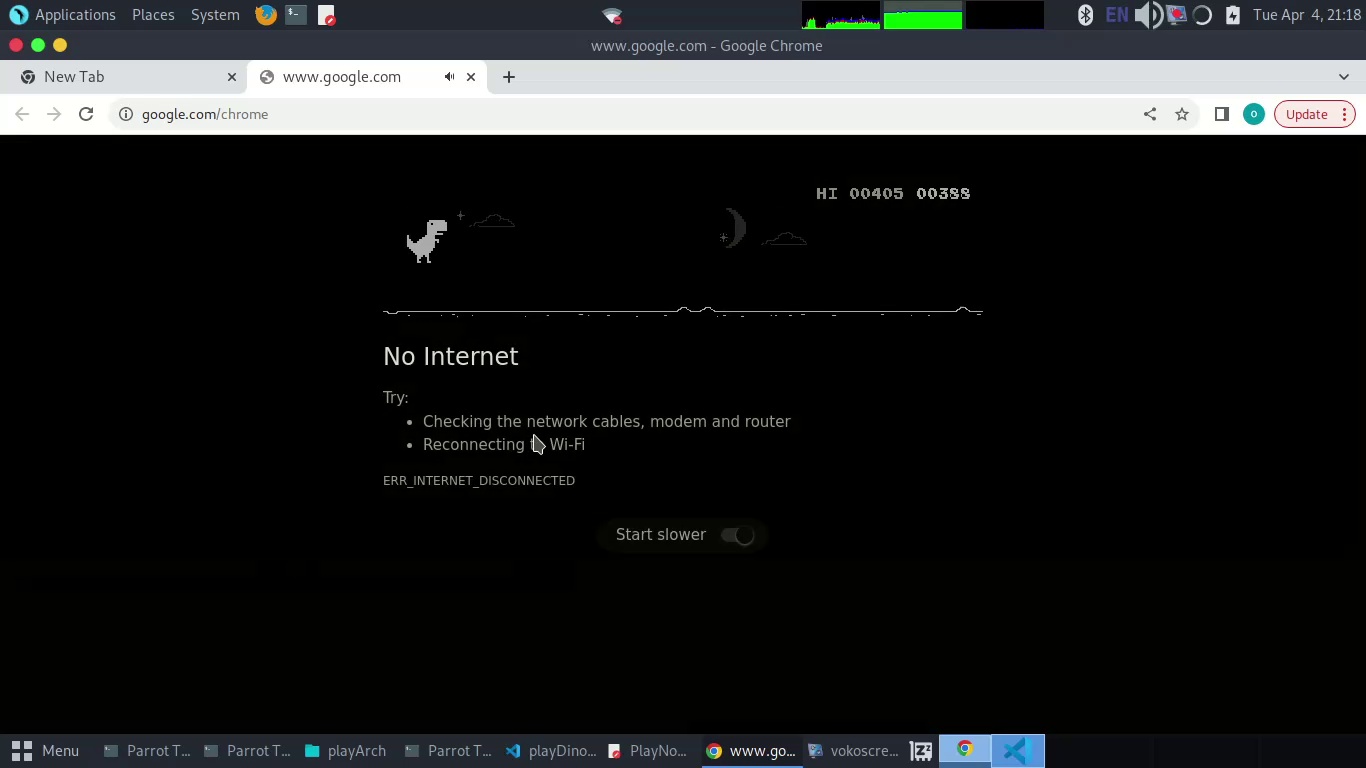 Applications Places System EN Tue Apr 4, 21:18
www.google.com - Google Chrome
New Tab www.google.com
google.com/chrome o Update
HI 00405 00388
No Internet
Try:
Checking the network cables, modem and router
Reconnecting Wi-Fi
ERR_INTERNET_DISCONNECTED
Start slower
Menu Parrot T... Parrot T... playArch Parrot T... playDino... PlayNo... www.go... vokoscre...